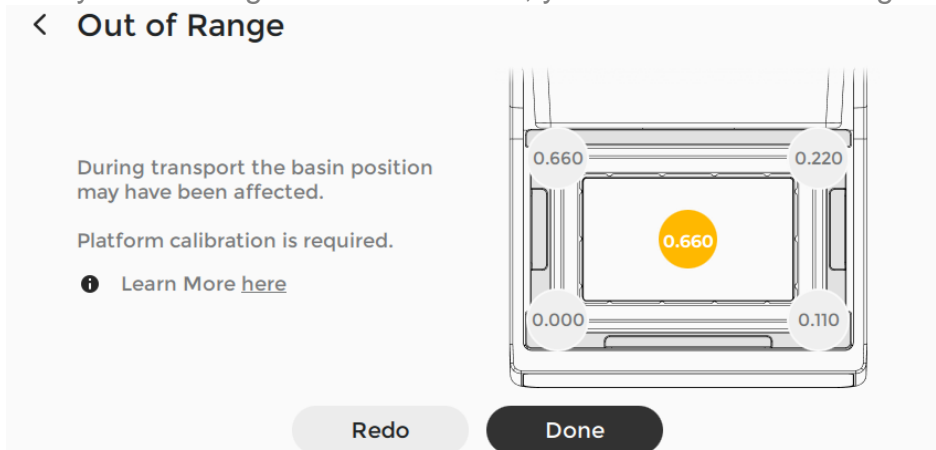 < Out of Range
During transport the basin position
may have been affected.
Platform calibration is required.
Learn More here
0.660
0.220
0.660
0.000
0.110
Redo
Done